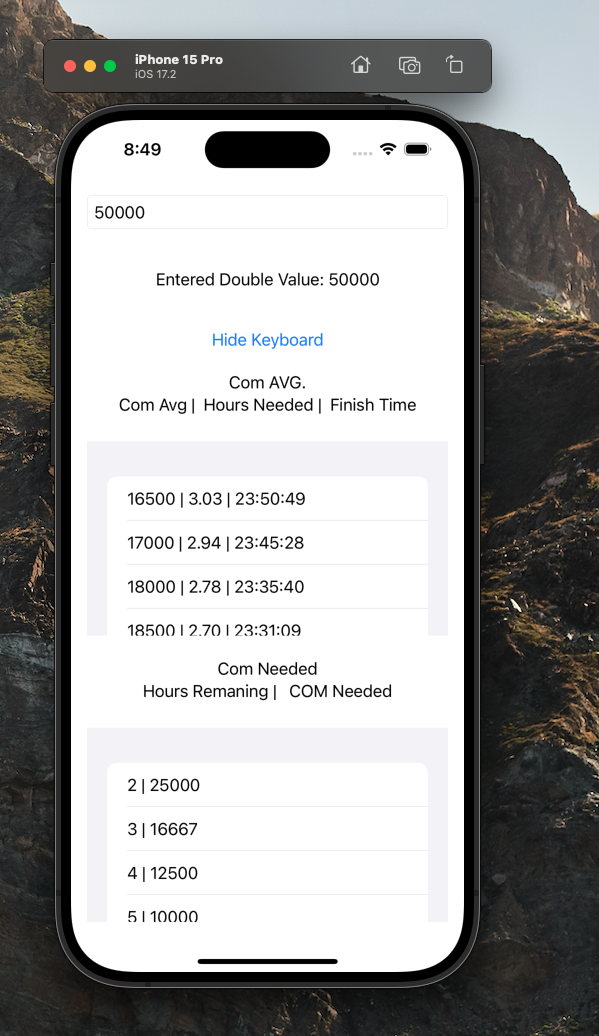 iPhone 15 Pro
iOS 17.2
8:49
50000
Entered Double Value: 50000
Hide Keyboard
Com AVG.
Com Avg | Hours Needed | Finish Time
16500 | 3.03 | 23:50:49
17000 | 2.94 | 23:45:28
18000 | 2.78 | 23:35:40
18500 | 2.70 | 23:31:09
Com Needed
Hours Remaning | COM Needed
2 | 25000
3 | 16667
4 | 12500
5 | 10000